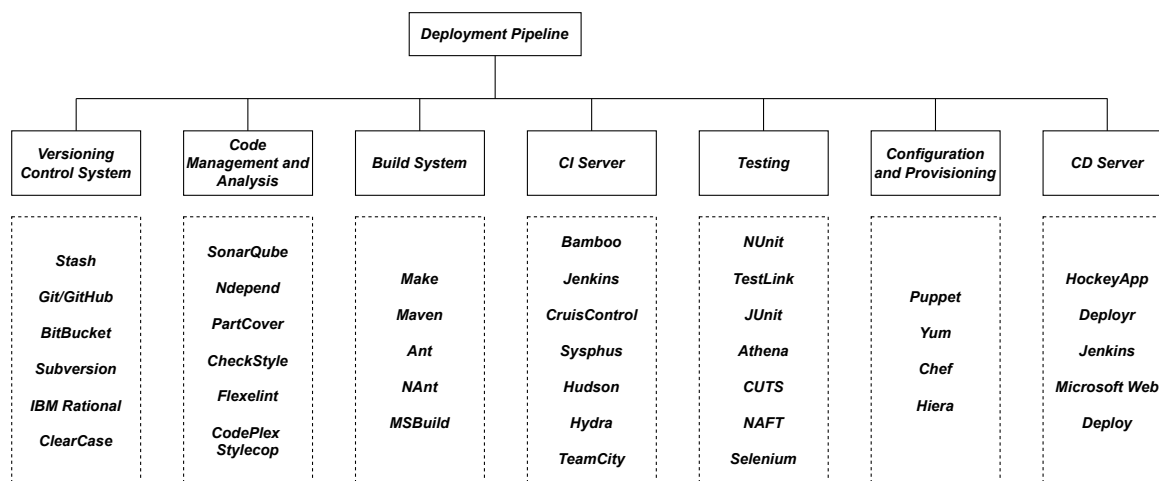 Deployment Pipeline
Versioning
Control System
Code
Management and
Analysis
Build System
CI Server
Testing
Configuration
and Provisioning
CD Server
Stash
Git/GitHub
BitBucket
Subversion
IBM Rational
ClearCase
SonarQube
Ndepend
PartCover
CheckStyle
Flexelint
CodePlex
Stylecop
Make
Maven
Ant
NAnt
MSBuild
Bamboo
Jenkins
CruisControl
Sysphus
Hudson
Hydra
TeamCity
NUnit
TestLink
JUnit
Athena
CUTS
NAFT
Selenium
Puppet
Yum
Chef
Hiera
HockeyApp
Deployr
Jenkins
Microsoft Web
Deploy